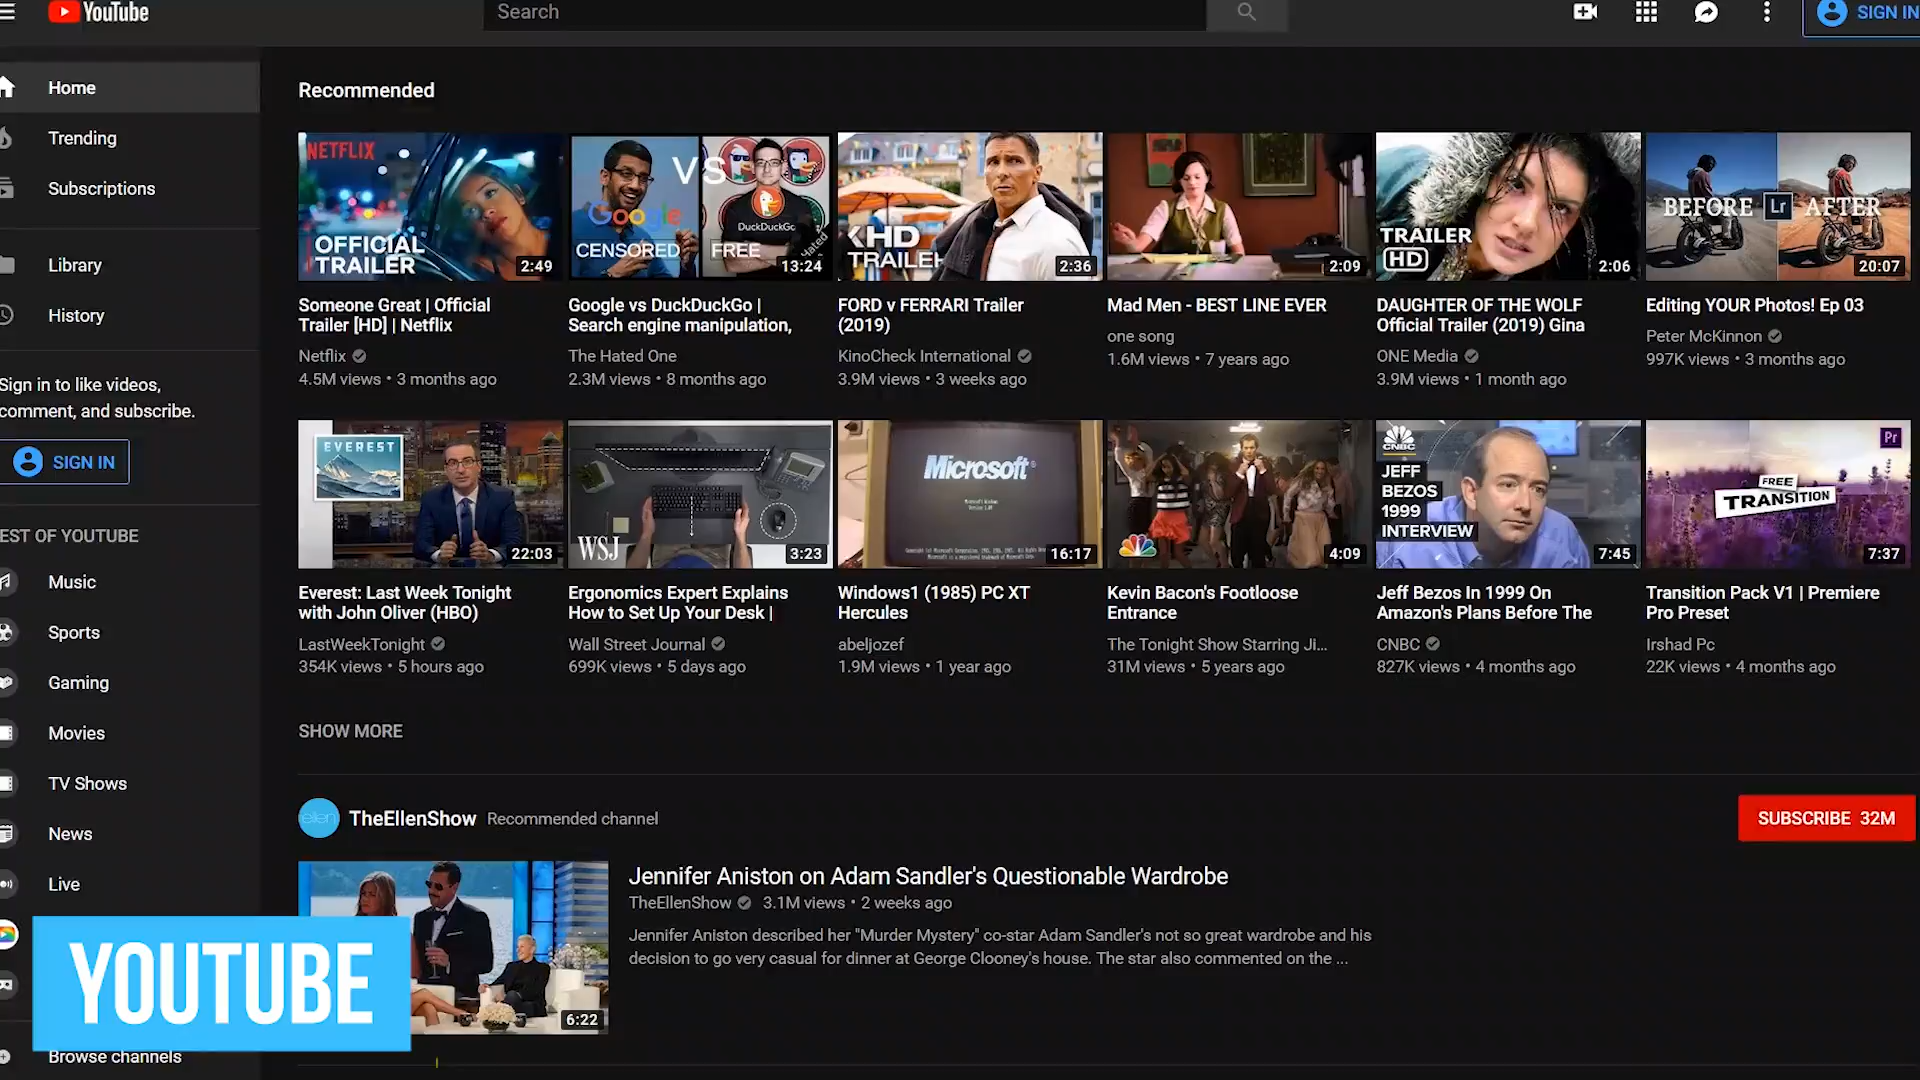 YouTube
Search
SIGN IN
Home
Trending
Subscriptions
Library
History
Sign in to like videos,
comment, and subscribe.
SIGN IN
EST OF YOUTUBE
Music
Sports
Gaming
Movies
TV Shows
News
Live
Browse channels
YOUTUBE
Recommended
NETFLIX
OFFICIAL
TRAILER
2:49
Someone Great | Official
Trailer [HD] | Netflix
Netflix
4.5M views • 3 months ago
VS
Google
DuckDuckGo
CENSORED
FREE
Hated
13:24
Google vs DuckDuckGo |
Search engine manipulation,
The Hated One
2.3M views • 8 months ago
HD
TRAILER
2:36
FORD v FERRARI Trailer
(2019)
KinoCheck International
3.9M views • 3 weeks ago
2:09
Mad Men - BEST LINE EVER
one song
1.6M views • 7 years ago
TRAILER
HD
2:06
DAUGHTER OF THE WOLF
Official Trailer (2019) Gina
ONE Media
3.9M views • 1 month ago
BEFORE Lr AFTER
20:07
Editing YOUR Photos! Ep 03
Peter McKinnon
997K views • 3 months ago
EVEREST
22:03
Everest: Last Week Tonight
with John Oliver (HBO)
LastWeekTonight
354K views • 5 hours ago
WSJ
3:23
Ergonomics Expert Explains
How to Set Up Your Desk |
Wall Street Journal
699K views • 5 days ago
Microsoft
Microsoft Windows
16:17
Windows1 (1985) PC XT
Hercules
abeljozef
1.9M views • 1 year ago
4:09
Kevin Bacon's Footloose
Entrance
The Tonight Show Starring Ji...
31M views • 5 years ago
CNBC
JEFF
BEZOS
1999
INTERVIEW
7:45
Jeff Bezos In 1999 On
Amazon's Plans Before The
CNBC
827K views • 4 months ago
Pr
FREE
TRANSITION
7:37
Transition Pack V1 | Premiere
Pro Preset
Irshad Pc
22K views • 4 months ago
SHOW MORE
ellen
TheEllenShow Recommended channel
SUBSCRIBE 32M
6:22
Jennifer Aniston on Adam Sandler's Questionable Wardrobe
TheEllenShow 3.1M views • 2 weeks ago
Jennifer Aniston described her "Murder Mystery" co-star Adam Sandler's not so great wardrobe and his
decision to go very casual for dinner at George Clooney's house. The star also commented on the ...